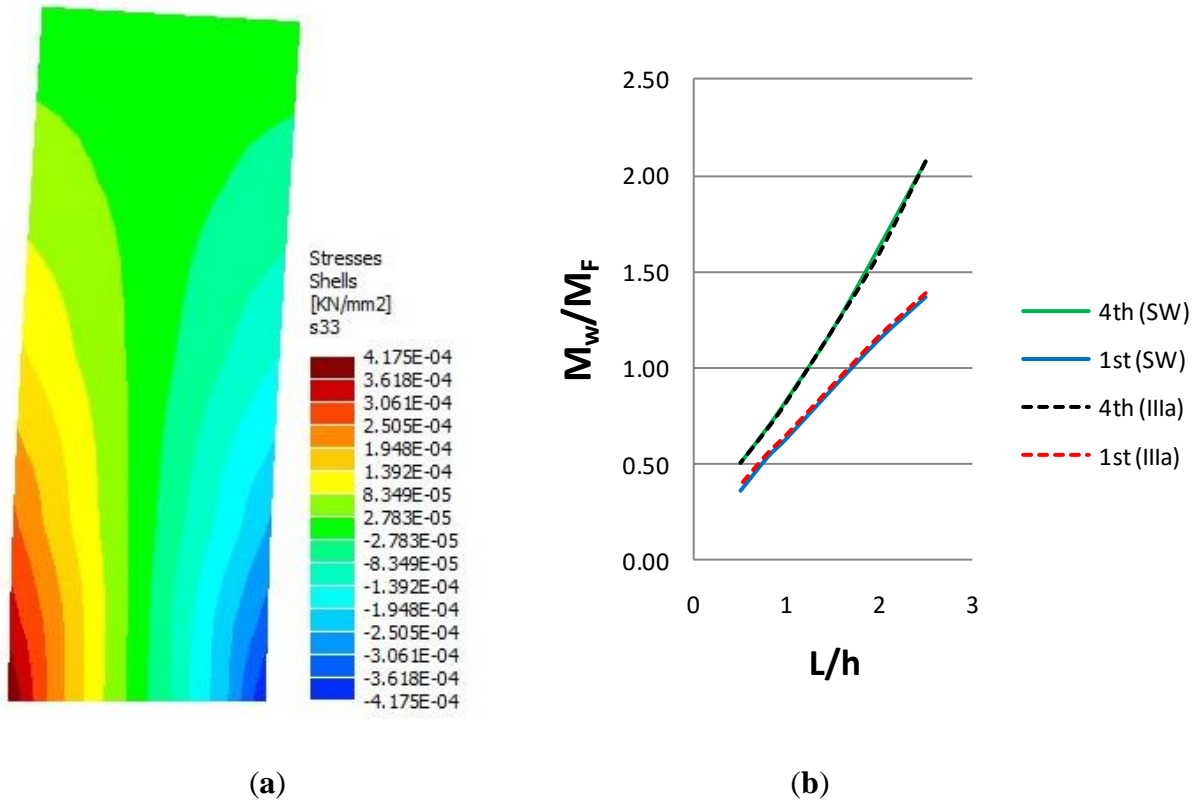 Stresses
Shells
[KN/mm2]
s33
4.175E-04
3.618E-04
3.061E-04
2.505E-04
1.948E-04
1.392E-04
8.349E-05
2.783E-05
-2.783E-05
-8.349E-05
-1.392E-04
-1.948E-04
-2.505E-04
-3.061E-04
-3.618E-04
-4.175E-04
(a)
2.50
2.00
1.50
1.00
0.50
0.00
0 1 2 3
Mw/MF
L/h
4th (SW)
1st (SW)
4th (IIIa)
1st (IIIa)
(b)